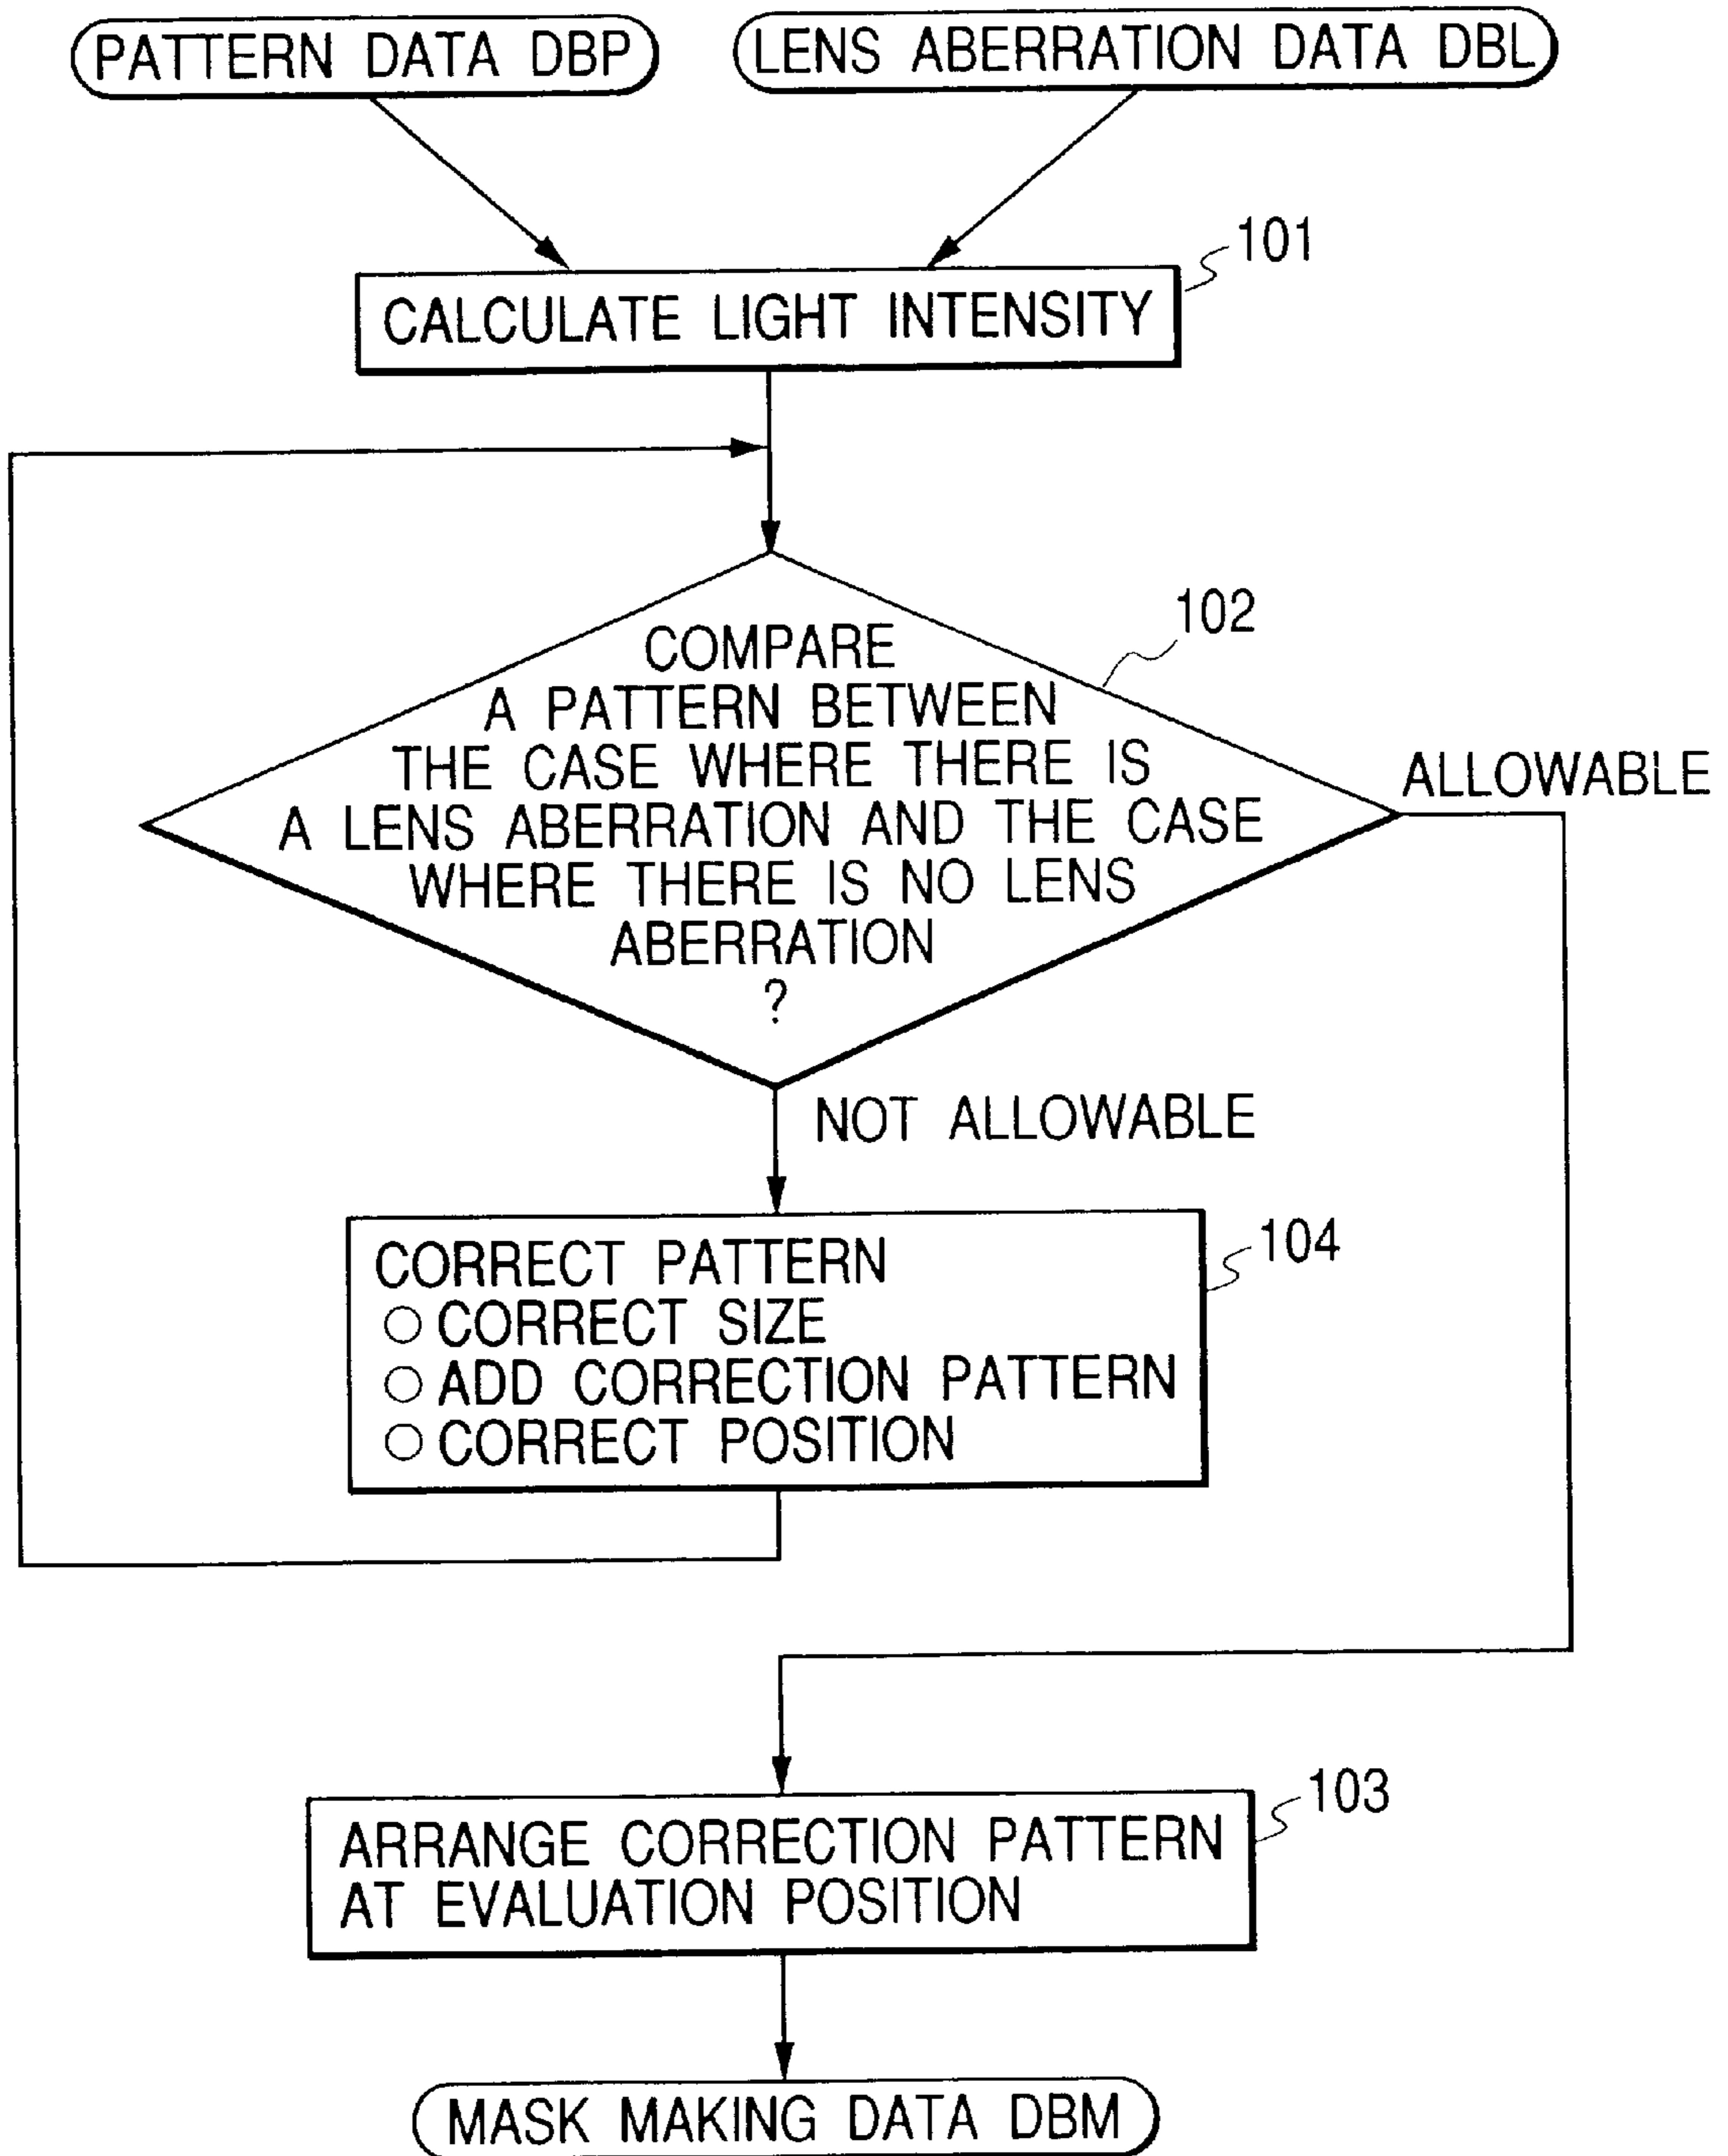 PATTERN DATA DBP
LENS ABERRATION DATA DBL
101
CALCULATE LIGHT INTENSITY
102
COMPARE
A PATTERN BETWEEN
THE CASE WHERE THERE IS
A LENS ABERRATION AND THE CASE
WHERE THERE IS NO LENS
ABERRATION
?
ALLOWABLE
NOT ALLOWABLE
104
CORRECT PATTERN
○ CORRECT SIZE
○ ADD CORRECTION PATTERN
○ CORRECT POSITION
103
ARRANGE CORRECTION PATTERN
AT EVALUATION POSITION
MASK MAKING DATA DBM